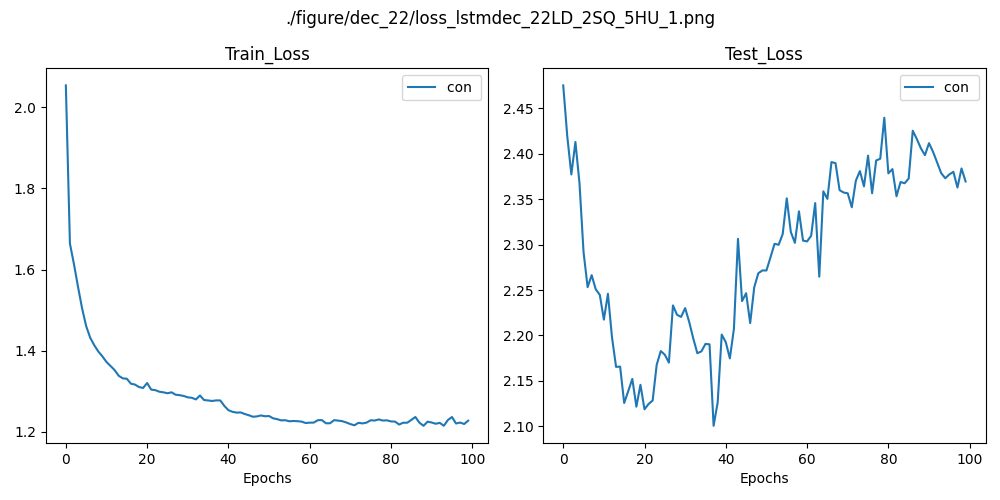 ./figure/dec_22/loss_lstmdec_22LD_2SQ_5HU_1.png
Train_Loss
con
2.0
1.8
1.6
1.4
1.2
0 20 40 60 80 100
Epochs
Test_Loss
con
2.45
2.40
2.35
2.30
2.25
2.20
2.15
2.10
0 20 40 60 80 100
Epochs